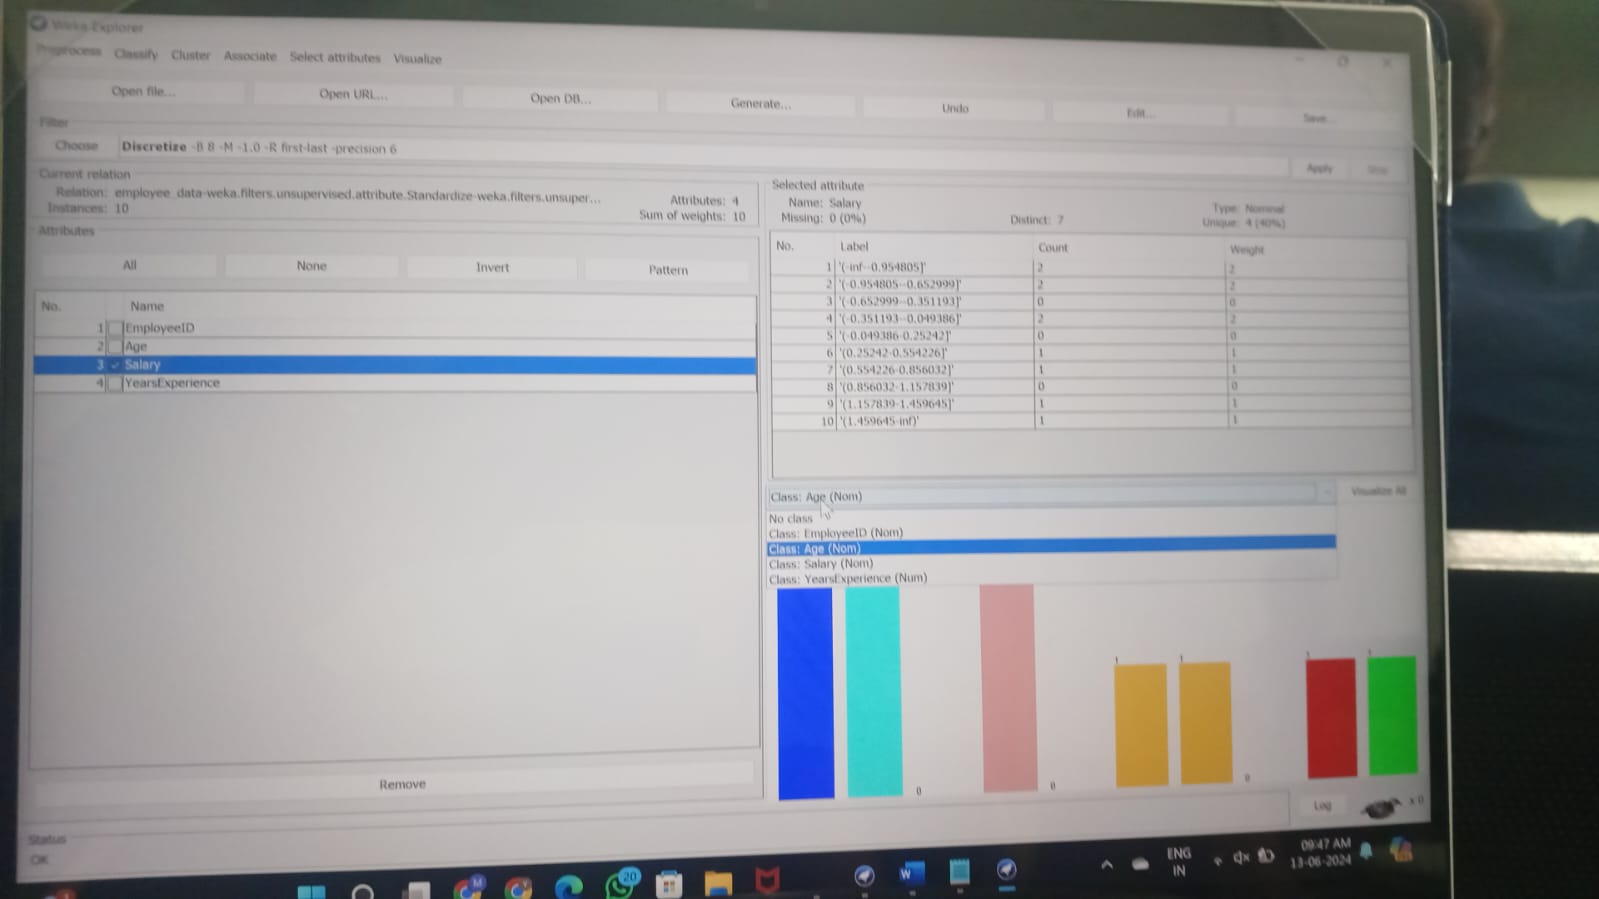 Weka Explorer
Preprocess Classify Cluster Associate Select attributes Visualize
Open file... Open URL... Open DB... Generate... Undo Edit... Save...
Filter
Choose Discretize -B 8 -M -1.0 -R first-last -precision 6 Apply Stop
Current relation
Relation: employee_data-weka.filters.unsupervised.attribute.Standardize-weka.filters.unsuper... Attributes: 4
Instances: 10 Sum of weights: 10
Selected attribute
Name: Salary Type: Nominal
Missing: 0 (0%) Distinct: 7 Unique: 4 (40%)
Attributes
All None Invert Pattern
No. Name
1 EmployeeID
2 Age
3 Salary
4 YearsExperience
Remove
No. Label Count Weight
1 '(-inf--0.954805]' 2 2
2 '(-0.954805--0.652999]' 2 2
3 '(-0.652999--0.351193]' 0 0
4 '(-0.351193--0.049386]' 2 2
5 '(-0.049386-0.25242]' 0 0
6 '(0.25242-0.554226]' 1 1
7 '(0.554226-0.856032]' 1 1
8 '(0.856032-1.157839]' 0 0
9 '(1.157839-1.459645]' 1 1
10 '(1.459645-inf)' 1 1
Class: Age (Nom) Visualize All
No class
Class: EmployeeID (Nom)
Class: Age (Nom)
Class: Salary (Nom)
Class: YearsExperience (Num)
1 1 1 1
0 0 0
Status
OK
Log x 0
20
ENG
IN
09:47 AM
13-06-2024